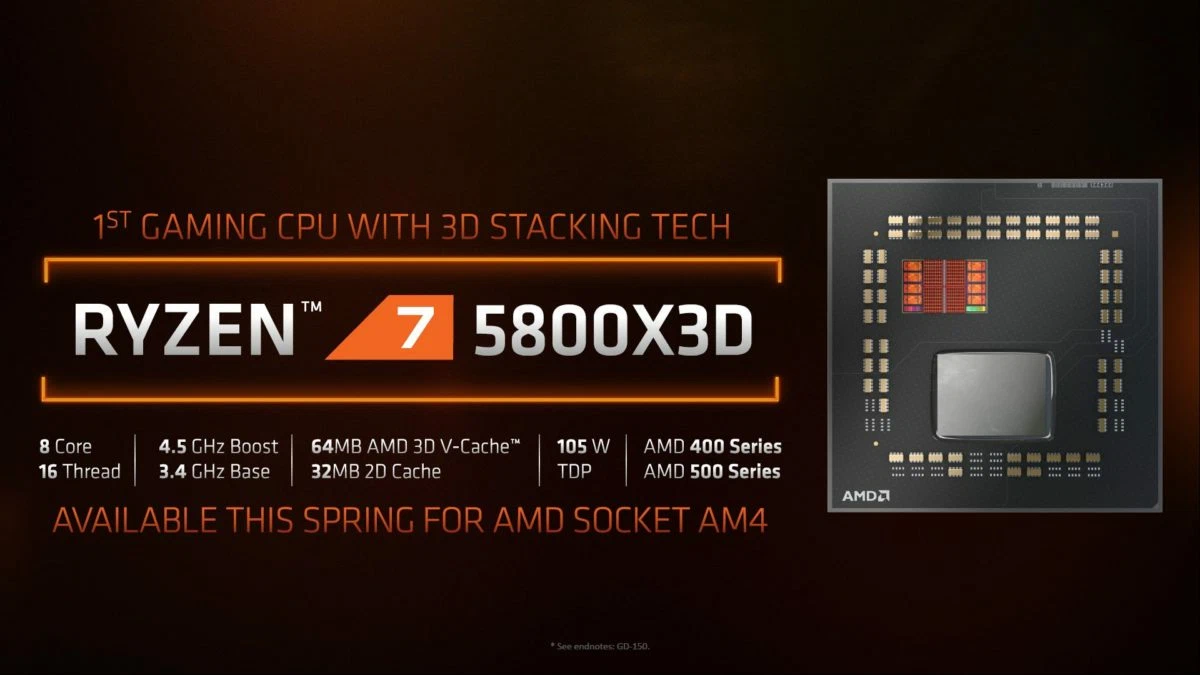 1ST GAMING CPU WITH 3D STACKING TECH
RYZEN™ 7 5800X3D
8 Core
16 Thread
4.5 GHz Boost
3.4 GHz Base
64MB AMD 3D V-Cache™
32MB 2D Cache
105 W
TDP
AMD 400 Series
AMD 500 Series
AVAILABLE THIS SPRING FOR AMD SOCKET AM4
AMD
* See endnotes: GD-150.